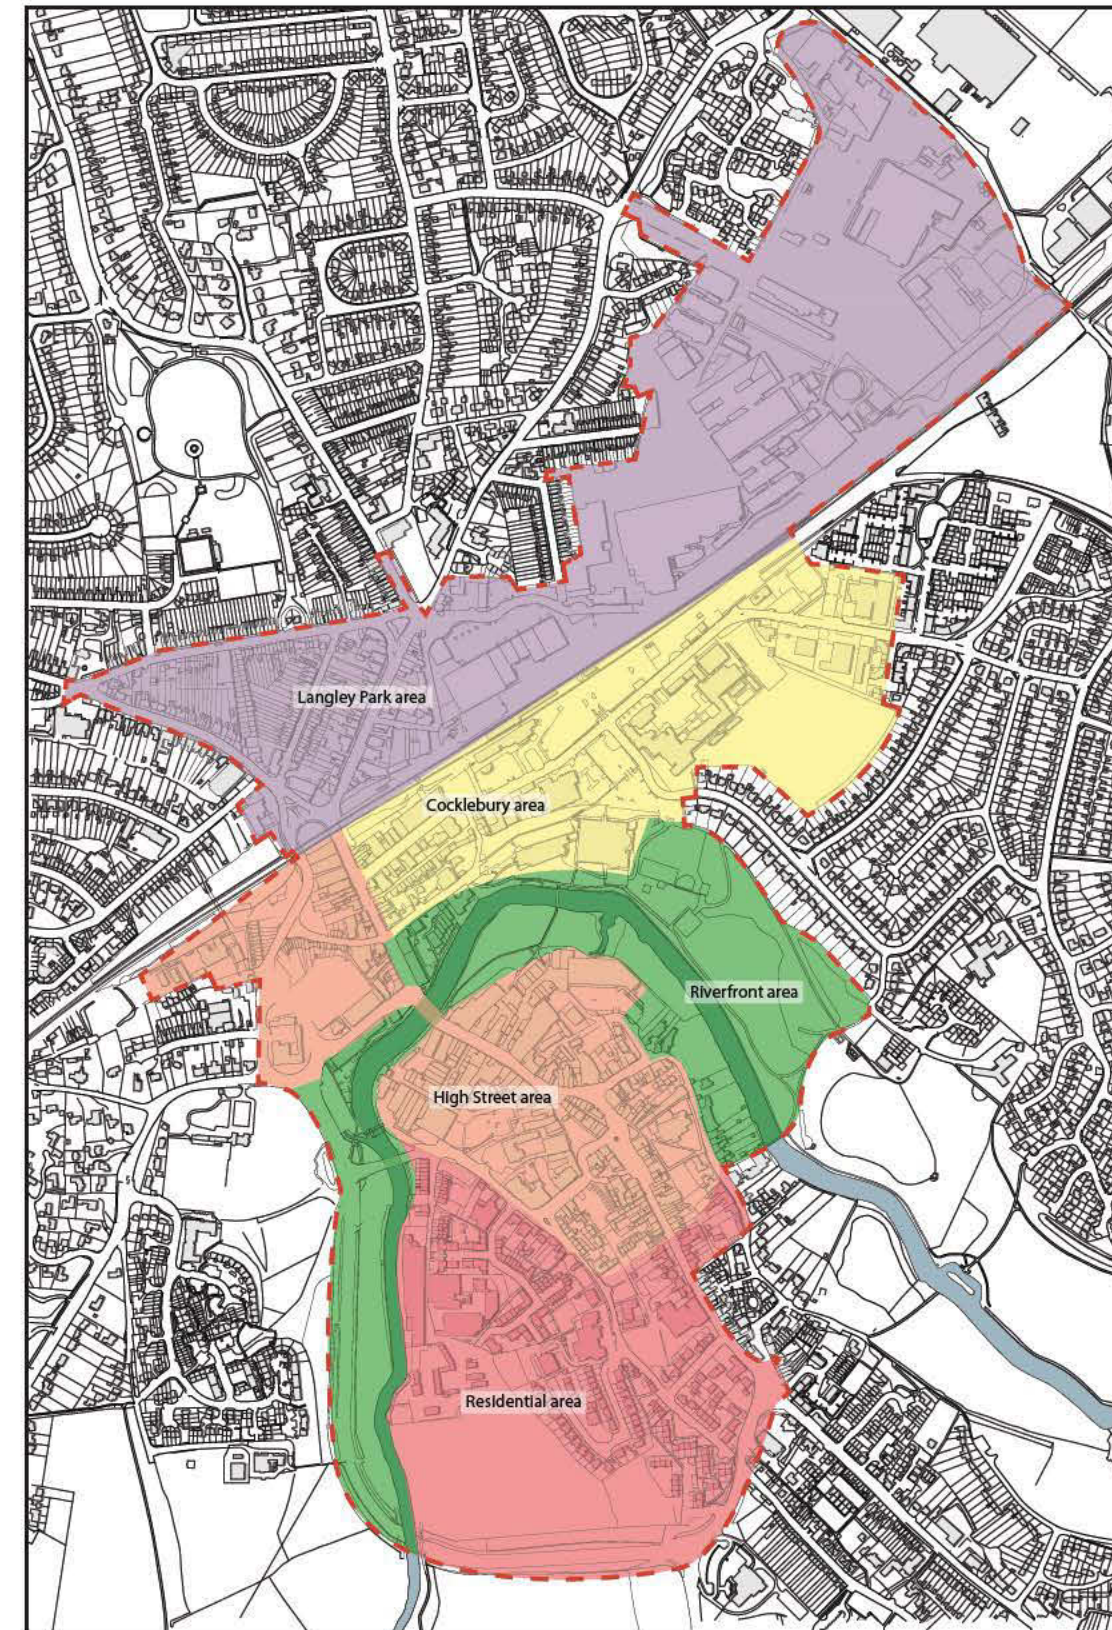 Langley Park area
Cocklebury area
Riverfront area
High Street area
Residential area